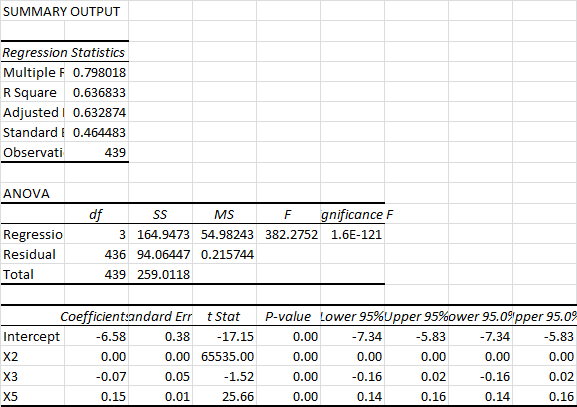 SUMMARY OUTPUT
Regression Statistics
Multiple F 0.798018
R Square 0.636833
Adjusted I 0.632874
Standard E 0.464483
Observati 439
ANOVA
df SS MS F gnificance F
Regressio 3 164.9473 54.98243 382.2752 1.6E-121
Residual 436 94.06447 0.215744
Total 439 259.0118
Coefficients andard Err t Stat P-value Lower 95% Upper 95% ower 95.0% pper 95.0%
Intercept -6.58 0.38 -17.15 0.00 -7.34 -5.83 -7.34 -5.83
X2 0.00 0.00 65535.00 0.00 0.00 0.00 0.00 0.00
X3 -0.07 0.05 -1.52 0.00 -0.16 0.02 -0.16 0.02
X5 0.15 0.01 25.66 0.00 0.14 0.16 0.14 0.16